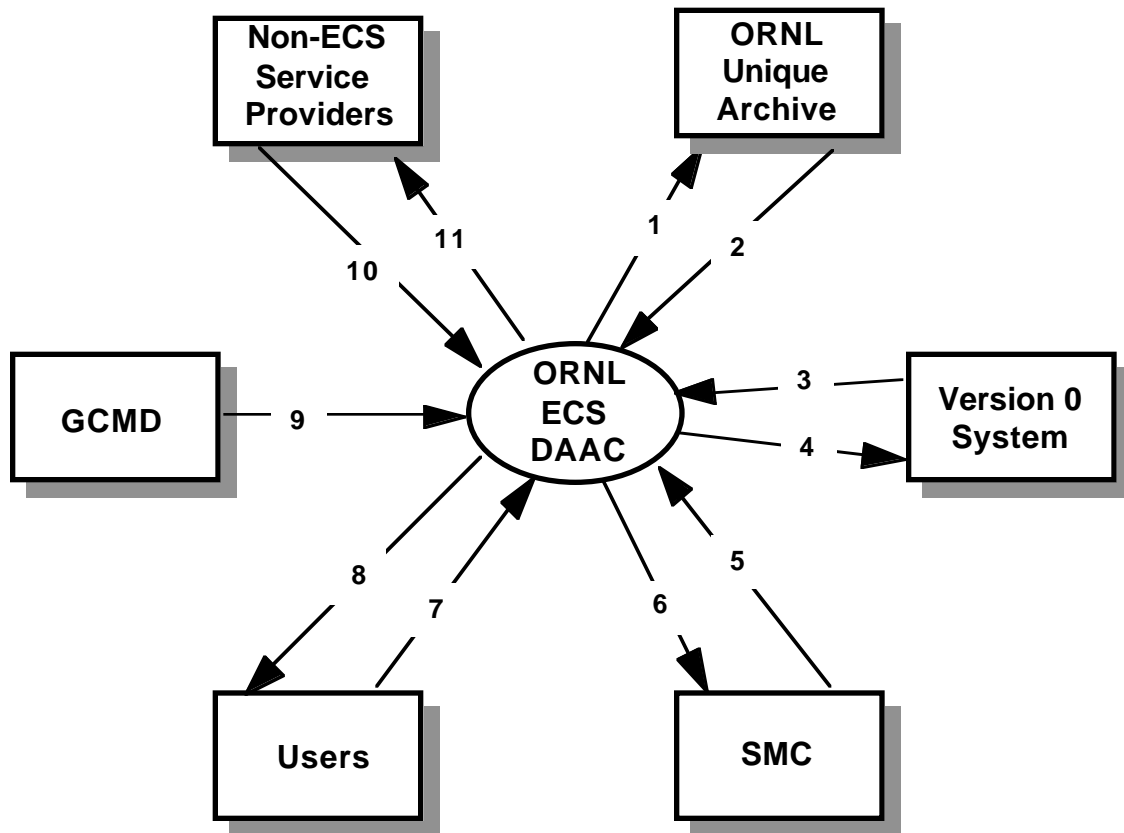 Non-ECS
Service
Providers
ORNL
Unique
Archive
11
1
2
10
GCMD
9
ORNL
ECS
DAAC
3
4
Version 0
System
8
7
6
5
Users
SMC